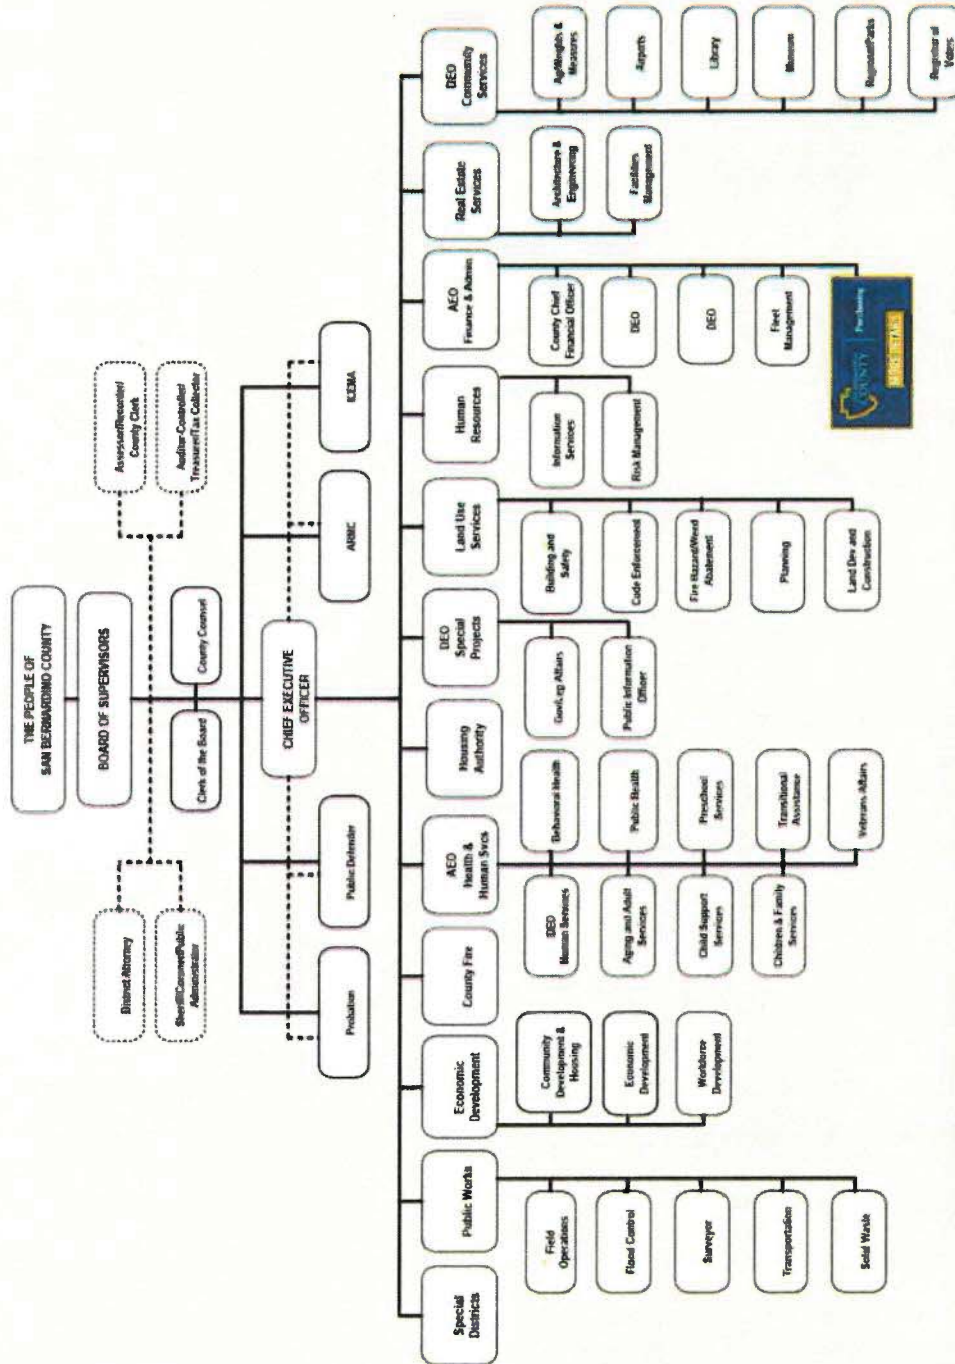 THE PEOPLE OF
SAN BERNARDINO COUNTY
BOARD OF SUPERVISORS
District Attorney
Sheriff/Coroner/Public
Administrator
Assessor/Recorder/
County Clerk
Auditor-Controller/
Treasurer/Tax Collector
Clerk of the Board
County Counsel
CHIEF EXECUTIVE
OFFICER
Probation
Public Defender
ARMC
ICEMA
Special
Districts
Public Works
Field
Operations
Flood Control
Surveyor
Transportation
Solid Waste
Economic
Development
Community
Development &
Housing
Economic
Development
Workforce
Development
County Fire
AEO
Health &
Human Svcs
DEO
Human Services
Behavioral Health
Aging and Adult
Services
Public Health
Child Support
Services
Preschool
Services
Children & Family
Services
Transitional
Assistance
Veterans Affairs
Housing
Authority
DEO
Special
Projects
Gov/Leg Affairs
Public Information
Officer
Land Use
Services
Building and
Safety
Code Enforcement
Fire Hazard/Weed
Abatement
Planning
Land Dev and
Construction
Human
Resources
Information
Services
Risk Management
AEO
Finance & Admin
County Chief
Financial Officer
DEO
DEO
Fleet
Management
COUNTY
Purchasing
Real Estate
Services
Architecture &
Engineering
Facilities
Management
DEO
Community
Services
Ag/Weights &
Measures
Airports
Library
Museum
Regional Parks
Registrar of
Voters